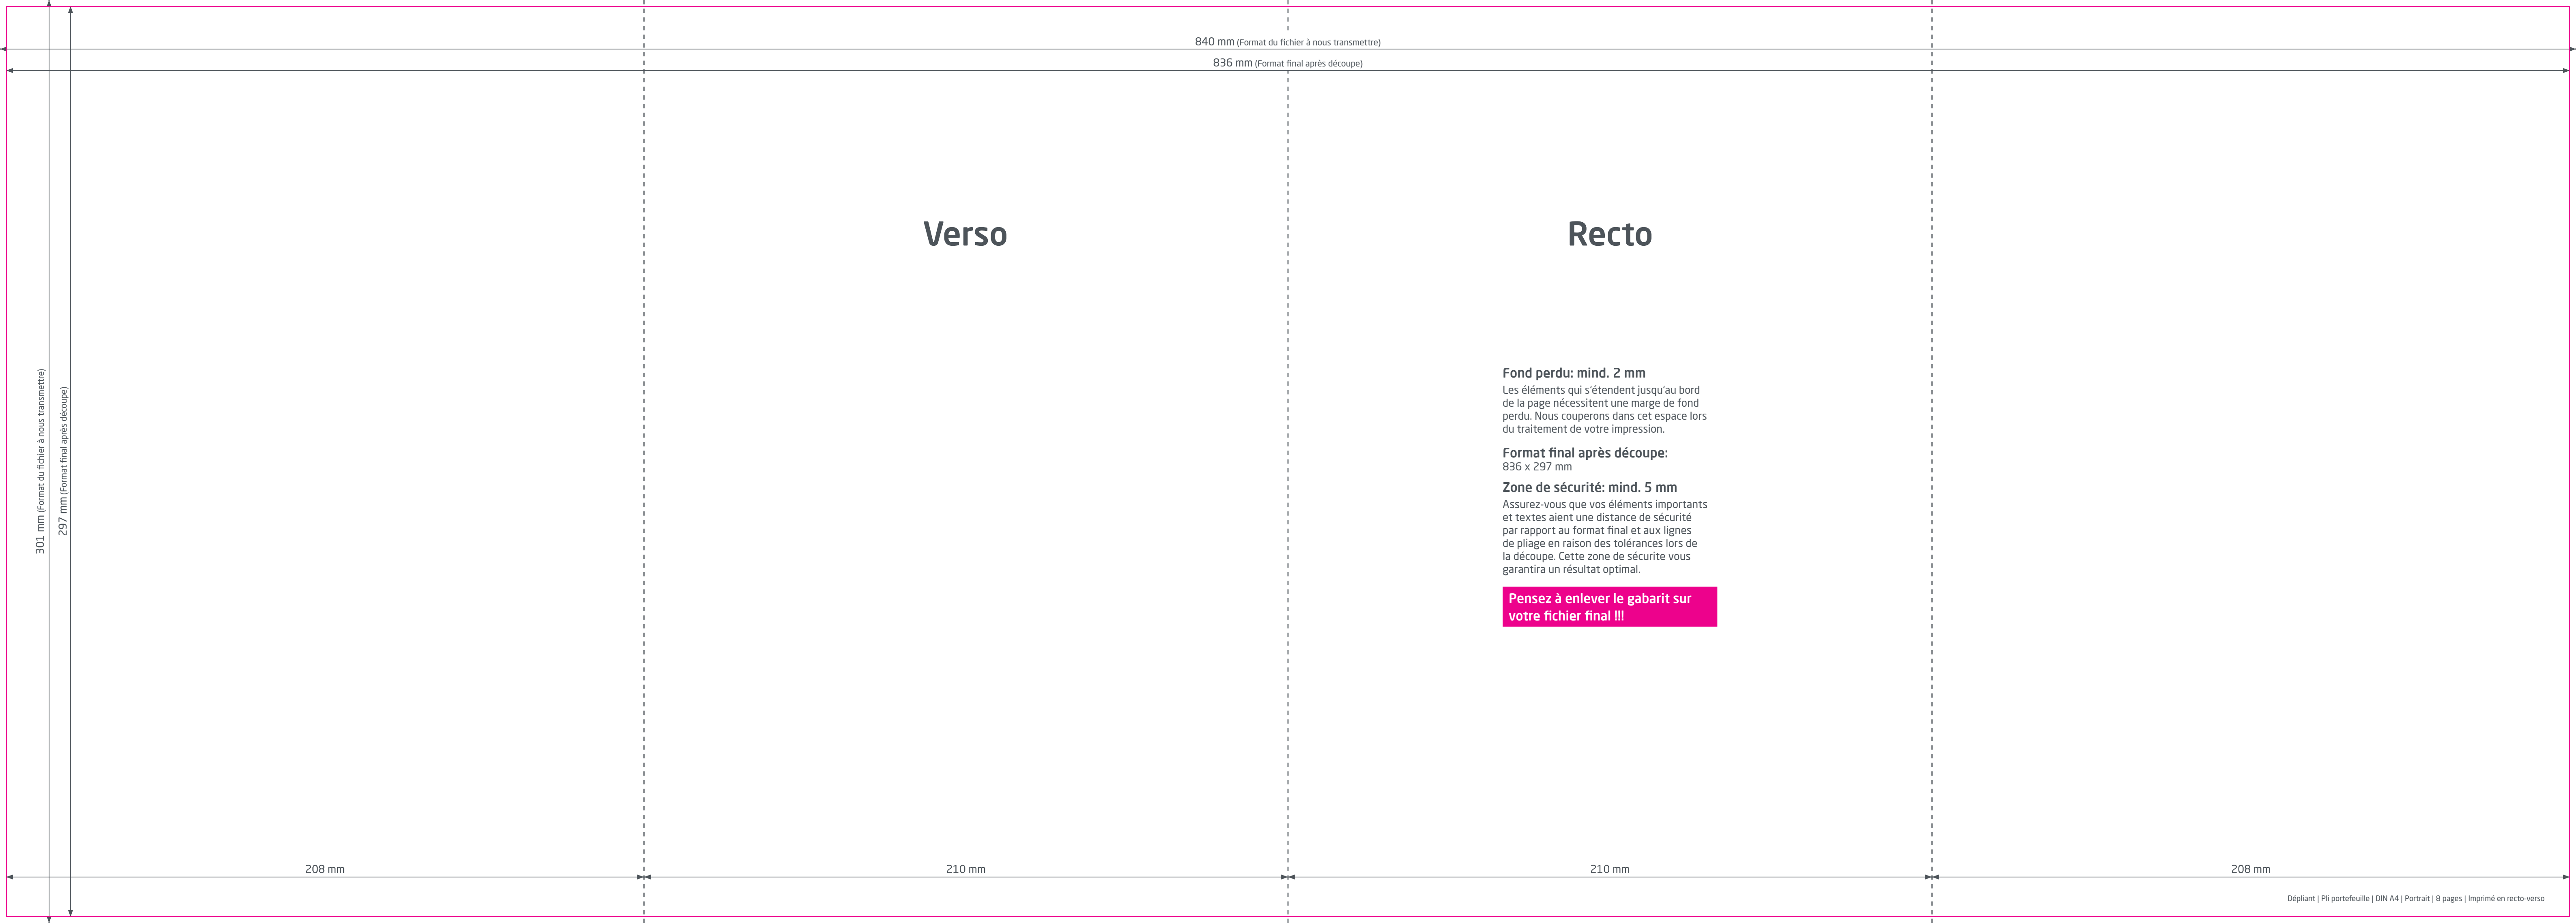 840 mm (Format du fichier à nous transmettre)
836 mm (Format final après découpe)
301 mm (Format du fichier à nous transmettre)
297 mm (Format final après découpe)
Verso
Recto
Fond perdu: mind. 2 mm
Les éléments qui s'étendent jusqu'au bord
de la page nécessitent une marge de fond
perdu. Nous couperons dans cet espace lors
du traitement de votre impression.
Format final après découpe:
836 x 297 mm
Zone de sécurité: mind. 5 mm
Assurez-vous que vos éléments importants
et textes aient une distance de sécurité
par rapport au format final et aux lignes
de pliage en raison des tolérances lors de
la découpe. Cette zone de sécurite vous
garantira un résultat optimal.
Pensez à enlever le gabarit sur
votre fichier final !!!
208 mm
210 mm
210 mm
208 mm
Dépliant | Pli portefeuille | DIN A4 | Portrait | 8 pages | Imprimé en recto-verso